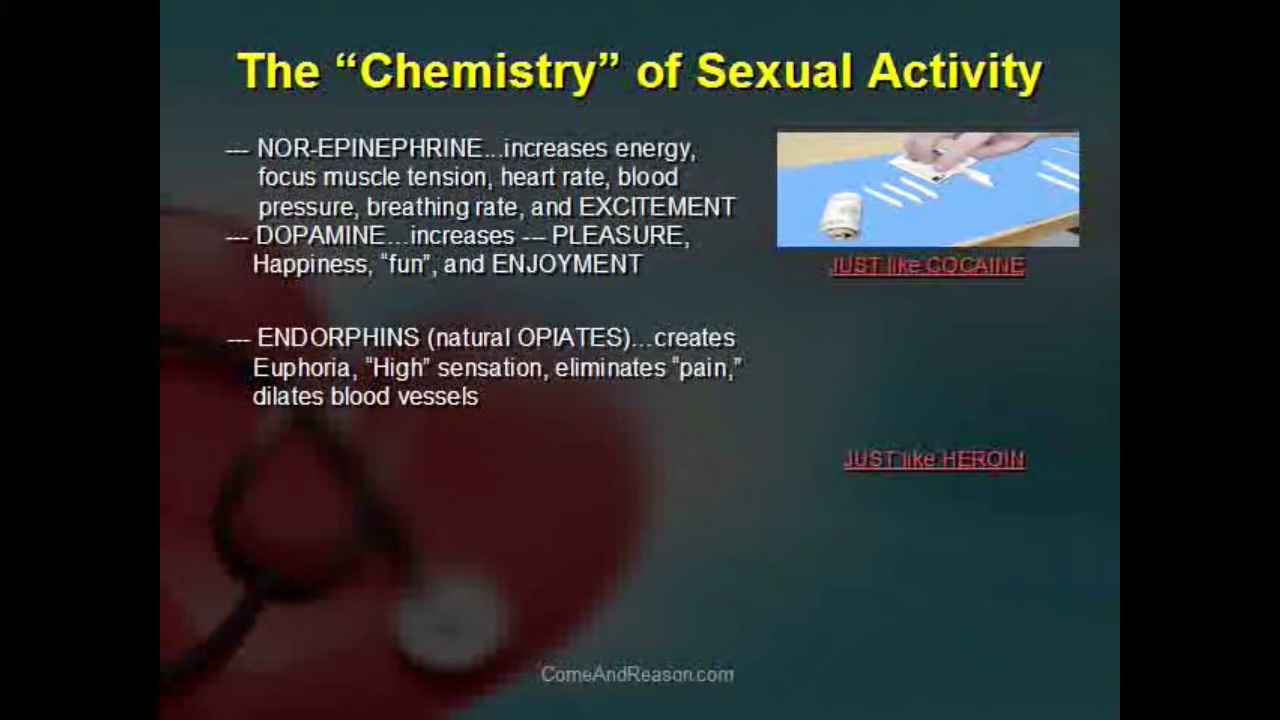 The “Chemistry” of Sexual Activity
--- NOR-EPINEPHRINE...increases energy,
focus muscle tension, heart rate, blood
pressure, breathing rate, and EXCITEMENT
--- DOPAMINE...increases --- PLEASURE,
Happiness, “fun”, and ENJOYMENT
JUST like COCAINE
--- ENDORPHINS (natural OPIATES)...creates
Euphoria, “High” sensation, eliminates “pain,”
dilates blood vessels
JUST like HEROIN
ComeAndReason.com